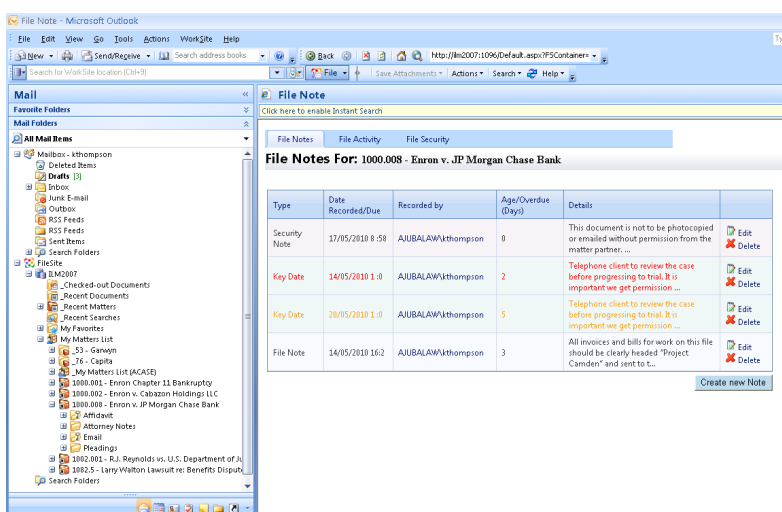 File Note - Microsoft Outlook
File Edit View Go Tools Actions WorkSite Help
New Send/Receive Search address books Back http://ilm2007:1096/Default.aspx?FSContainer=
Search for WorkSite location (Ctrl+9) File Save Attachments Actions Search Help
Mail
Favorite Folders
Mail Folders
All Mail Items
Mailbox - kthompson
Deleted Items
Drafts [3]
Inbox
Junk E-mail
Outbox
RSS Feeds
RSS Feeds
Sent Items
Search Folders
FileSite
ILM2007
_Checked-out Documents
_Recent Documents
_Recent Matters
_Recent Searches
My Favorites
My Matters List
_53 - Garwyn
_76 - Capita
_My Matters List (ACASE)
1000.001 - Enron Chapter 11 Bankruptcy
1000.002 - Enron v. Cabazon Holdings LLC
1000.008 - Enron v. JP Morgan Chase Bank
Affidavit
Attorney Notes
Email
Pleadings
1002.001 - R.J. Reynolds vs. U.S. Department of Ju
1082.5 - Larry Walton Lawsuit re: Benefits Dispute
Search Folders
File Note
Click here to enable Instant Search
File Notes File Activity File Security
File Notes For: 1000.008 - Enron v. JP Morgan Chase Bank
Type Date Recorded/Due Recorded by Age/Overdue (Days) Details
Security Note 17/05/2010 8:58 AJUBALAW\kthompson 0
This document is not to be photocopied
or emailed without permission from the
matter partner. ...
Edit
Delete
Key Date 14/05/2010 1:0 AJUBALAW\kthompson 2
Telephone client to review the case
before progressing to trial. It is
important we get permission ...
Edit
Delete
Key Date 20/05/2010 1:0 AJUBALAW\kthompson 5
Telephone client to review the case
before progressing to trial. It is
important we get permission ...
Edit
Delete
File Note 14/05/2010 16:2 AJUBALAW\kthompson 3
All invoices and bills for work on this file
should be clearly headed "Project
Camden" and sent to t...
Edit
Delete
Create new Note